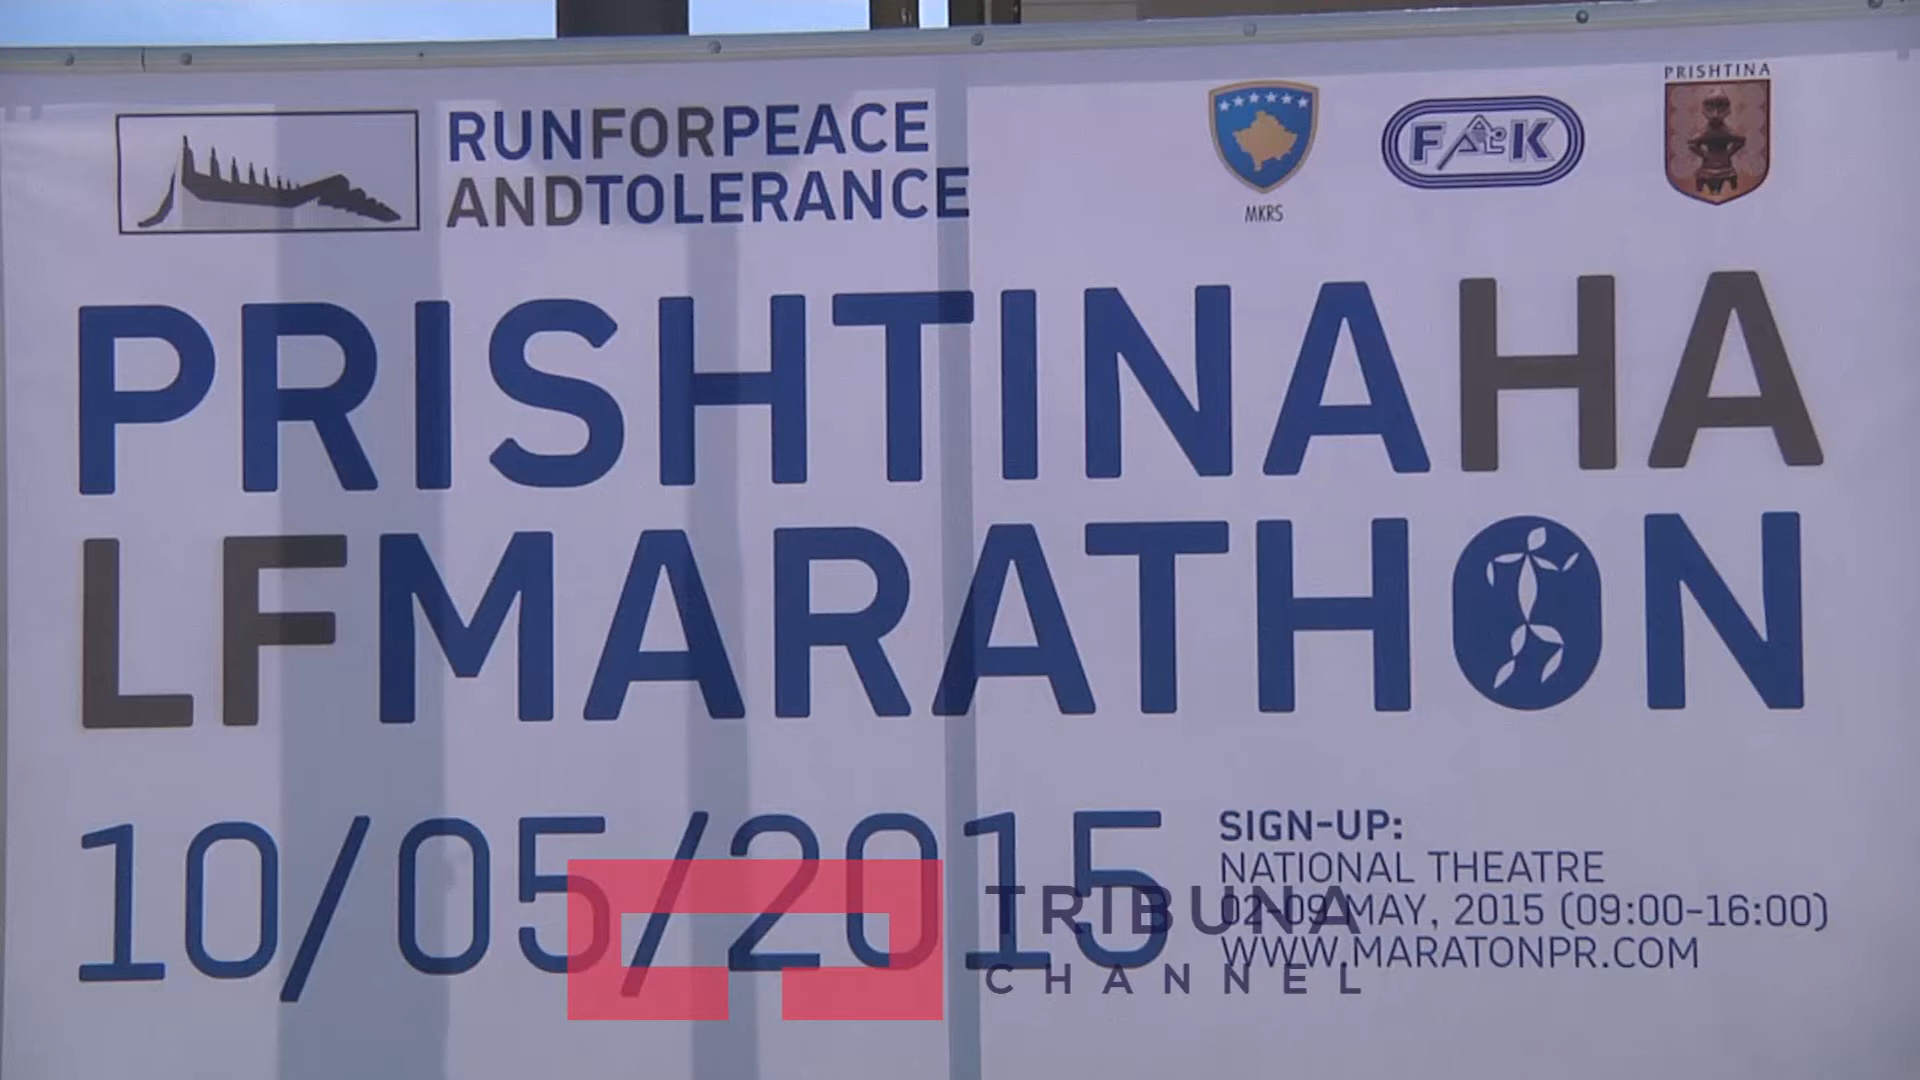 RUNFORPEACE
ANDTOLERANCE
MKRS
FAK
PRISHTINA
PRISHTINAHA
LFMARATHON
10/05/2015
SIGN-UP:
NATIONAL THEATRE
02-09 MAY, 2015 (09:00-16:00)
WWW.MARATONPR.COM
TRIBUNA
CHANNEL